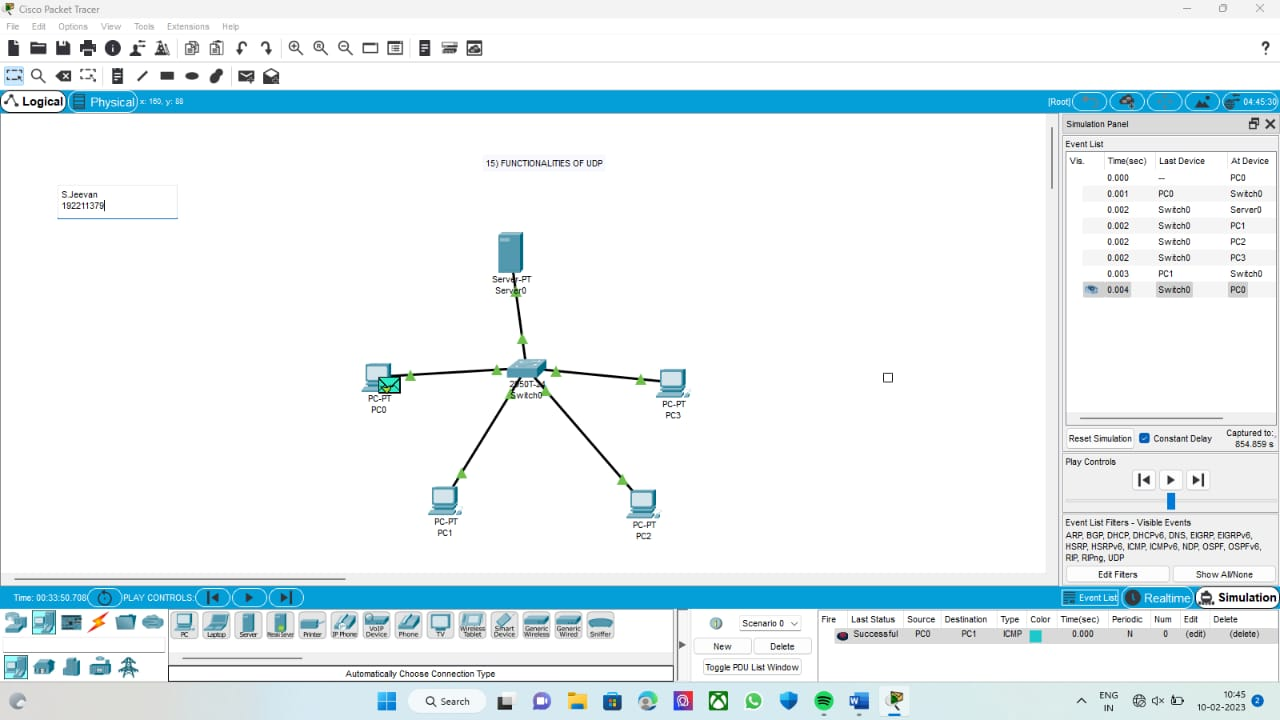 Cisco Packet Tracer
File Edit Options View Tools Extensions Help
Logical Physical x: 160, y: 88 [Root] 04:45:30
15) FUNCTIONALITIES OF UDP
S.Jeevan
192211379
Server-PT
Server0
PC-PT
PC0
2950T-24
Switch0
PC-PT
PC3
PC-PT
PC1
PC-PT
PC2
Simulation Panel
Event List
Vis. Time(sec) Last Device At Device
0.000 -- PC0
0.001 PC0 Switch0
0.002 Switch0 Server0
0.002 Switch0 PC1
0.002 Switch0 PC2
0.002 Switch0 PC3
0.003 PC1 Switch0
0.004 Switch0 PC0
Reset Simulation Constant Delay Captured to:
854.859 s
Play Controls
Event List Filters - Visible Events
ARP, BGP, DHCP, DHCPv6, DNS, EIGRP, EIGRPv6,
HSRP, HSRPv6, ICMP, ICMPv6, NDP, OSPF, OSPFv6,
RIP, RIPng, UDP
Edit Filters Show All/None
Time: 00:33:50.708 PLAY CONTROLS: Event List Realtime Simulation
PC Laptop Server Printer IP Phone VoIP Device Phone TV Wireless Tablet Smart Device Generic Wireless Generic Wired Sniffer
Automatically Choose Connection Type
Scenario 0
New Delete
Toggle PDU List Window
Fire Last Status Source Destination Type Color Time(sec) Periodic Num Edit Delete
Successful PC0 PC1 ICMP 0.000 N 0 (edit) (delete)
Search
ENG
IN
10:45
10-02-2023
2